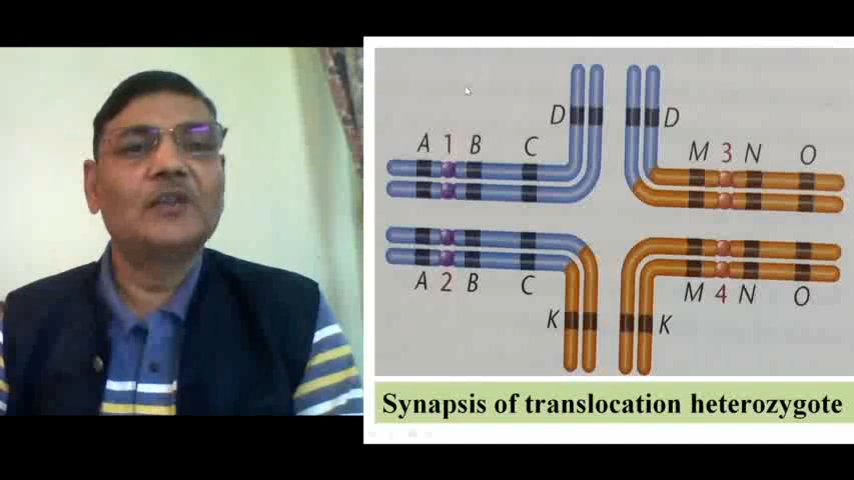 D D
A 1 B C
M 3 N O
A 2 B C
M 4 N O
K K
Synapsis of translocation heterozygote